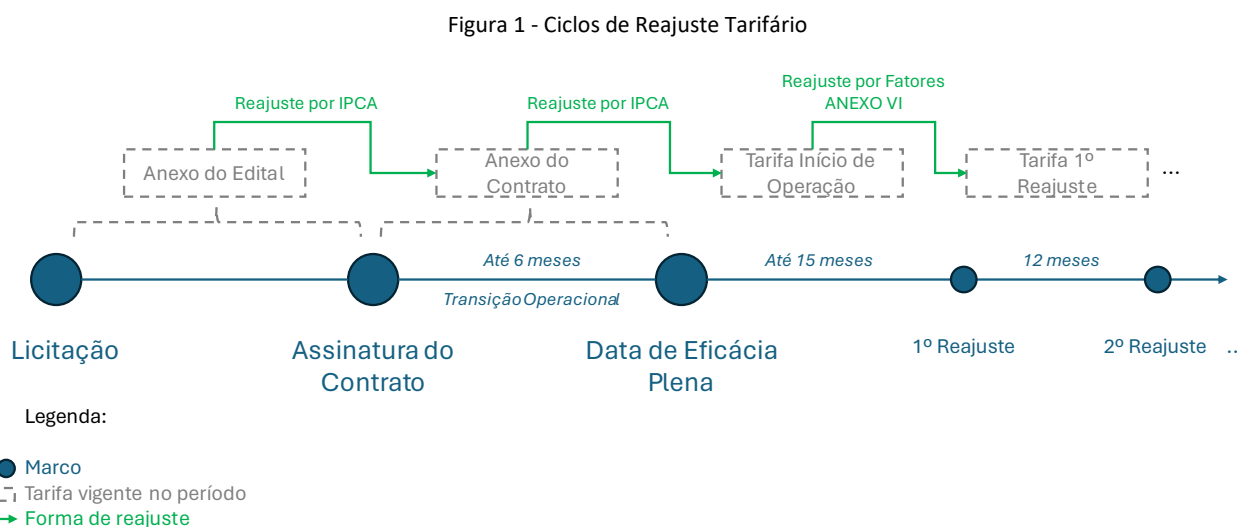 Figura 1 - Ciclos de Reajuste Tarifário
Reajuste por IPCA
Reajuste por IPCA
Reajuste por Fatores
ANEXO VI
Anexo do Edital
Anexo do
Contrato
Tarifa Início de
Operação
Tarifa 1º
Reajuste
...
Até 6 meses
Até 15 meses
12 meses
Transição Operacional
Licitação
Assinatura do
Contrato
Data de Eficácia
Plena
1º Reajuste
2º Reajuste
..
Legenda:
Marco
Tarifa vigente no período
Forma de reajuste